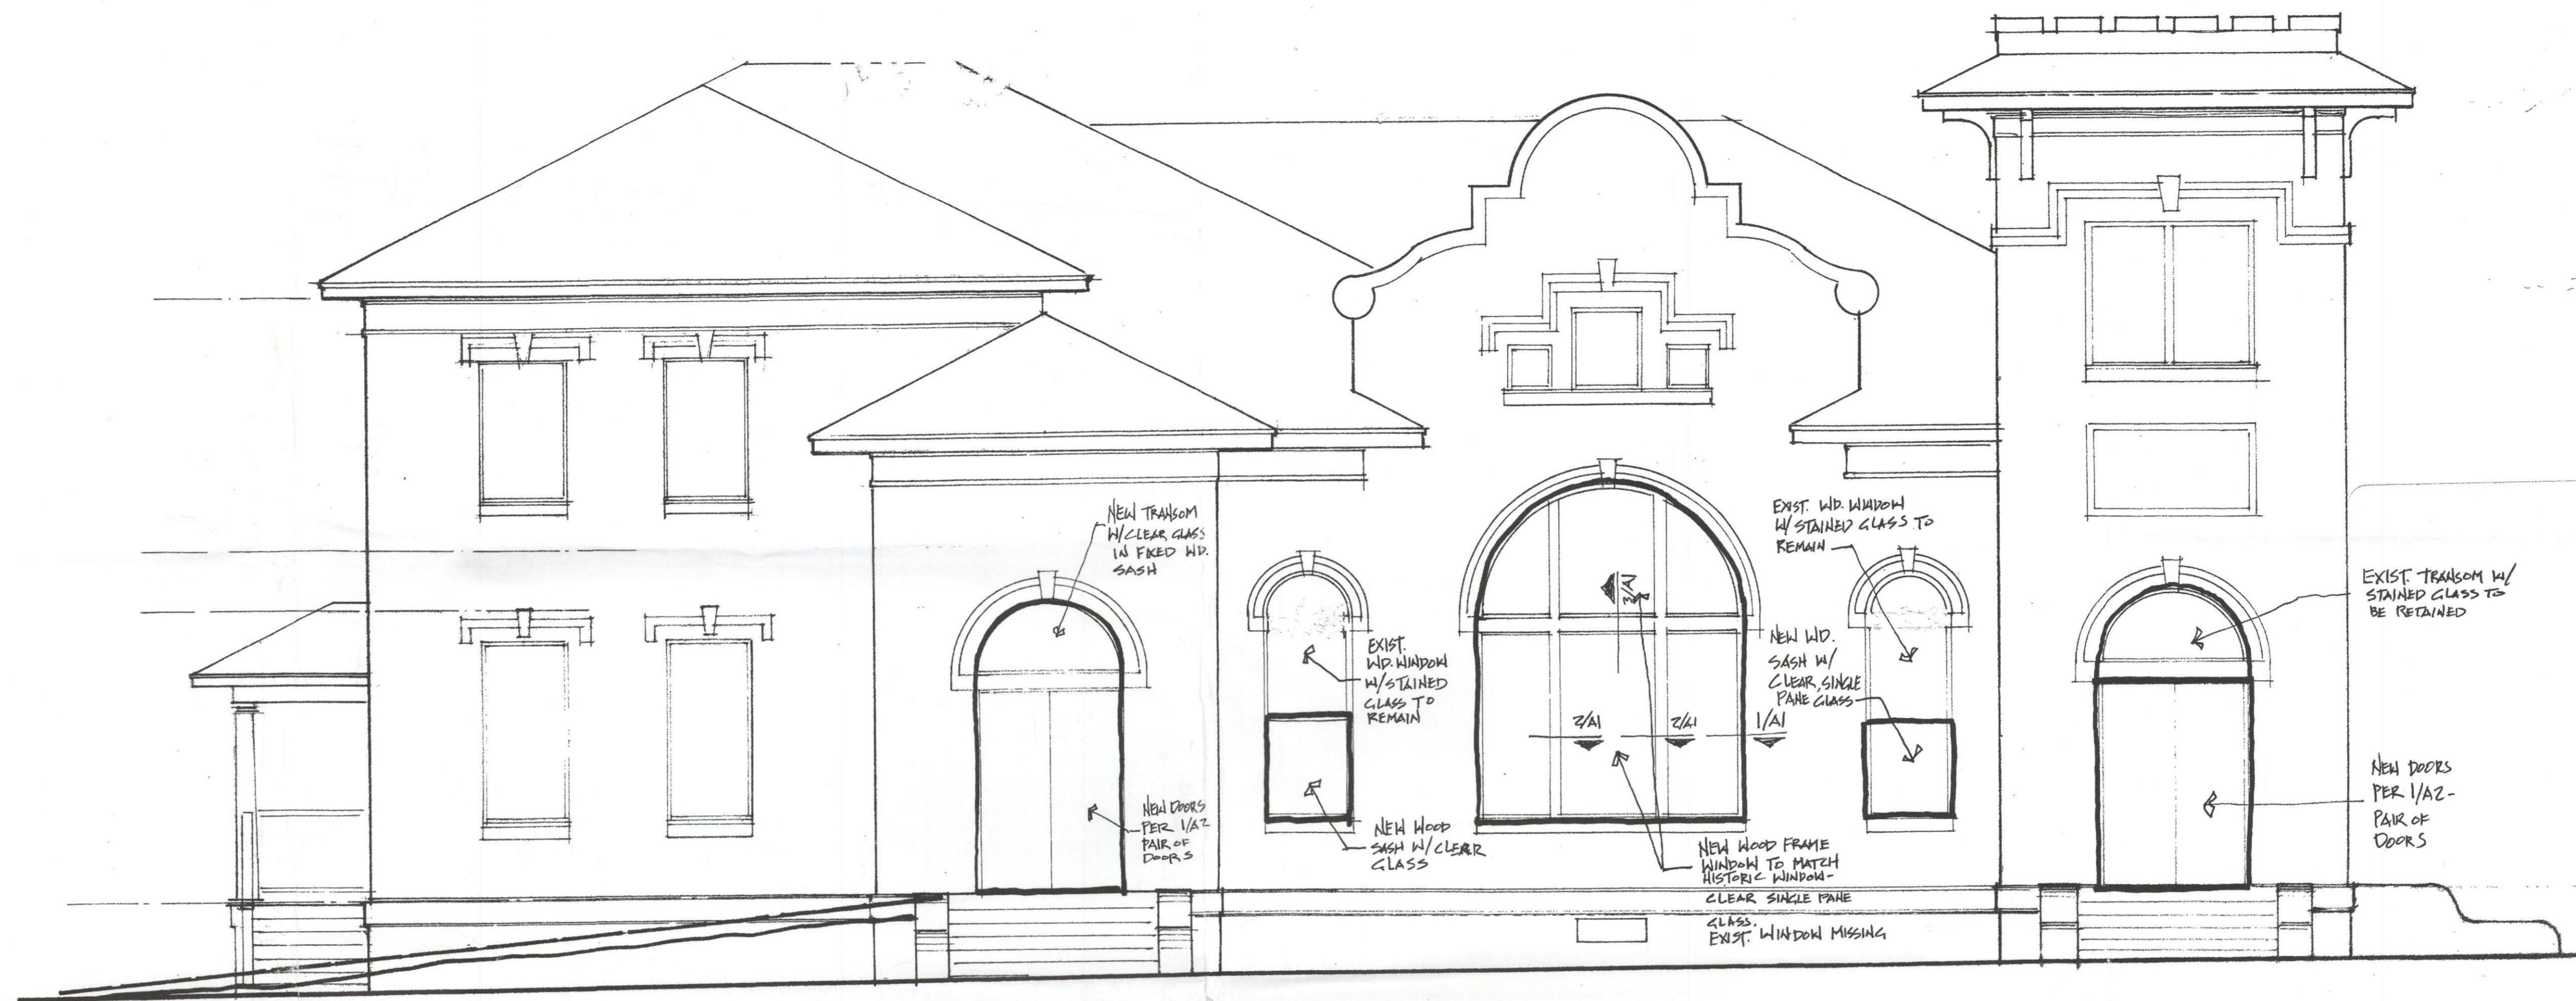 NEW TRANSOM
W/CLEAR GLASS
IN FIXED WD.
SASH
NEW DOORS
PER 1/A2
PAIR OF
DOORS
EXIST.
WD. WINDOW
W/STAINED
GLASS TO
REMAIN
NEW WOOD
SASH W/CLEAR
GLASS
3/A1
2/A1
2/A1
1/A1
NEW WOOD FRAME
WINDOW TO MATCH
HISTORIC WINDOW-
CLEAR SINGLE PANE
GLASS.
EXIST. WINDOW MISSING
EXIST. WD. WINDOW
W/STAINED GLASS TO
REMAIN
NEW WD.
SASH W/
CLEAR, SINGLE
PANE GLASS
EXIST. TRANSOM W/
STAINED GLASS TO
BE RETAINED
NEW DOORS
PER 1/A2-
PAIR OF
DOORS